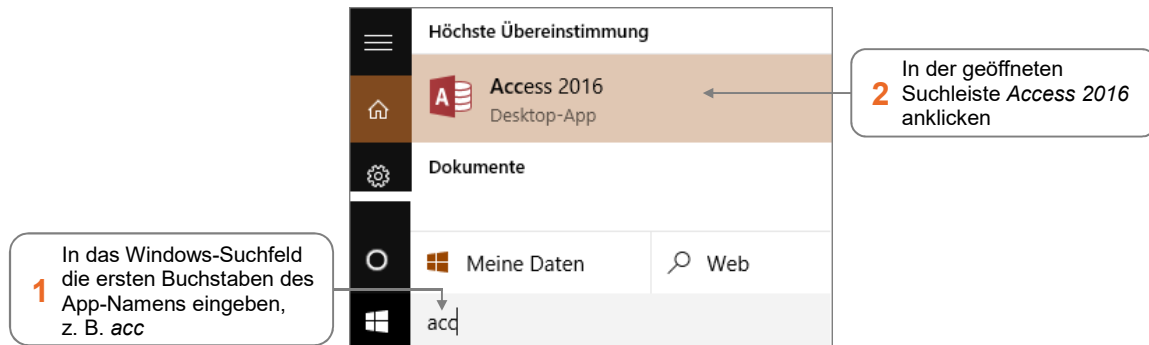 Höchste Übereinstimmung
A
Access 2016
Desktop-App
2
In der geöffneten
Suchleiste Access 2016
anklicken
Dokumente
1
In das Windows-Suchfeld
die ersten Buchstaben des
App-Namens eingeben,
z. B. acc
Meine Daten
Web
acc